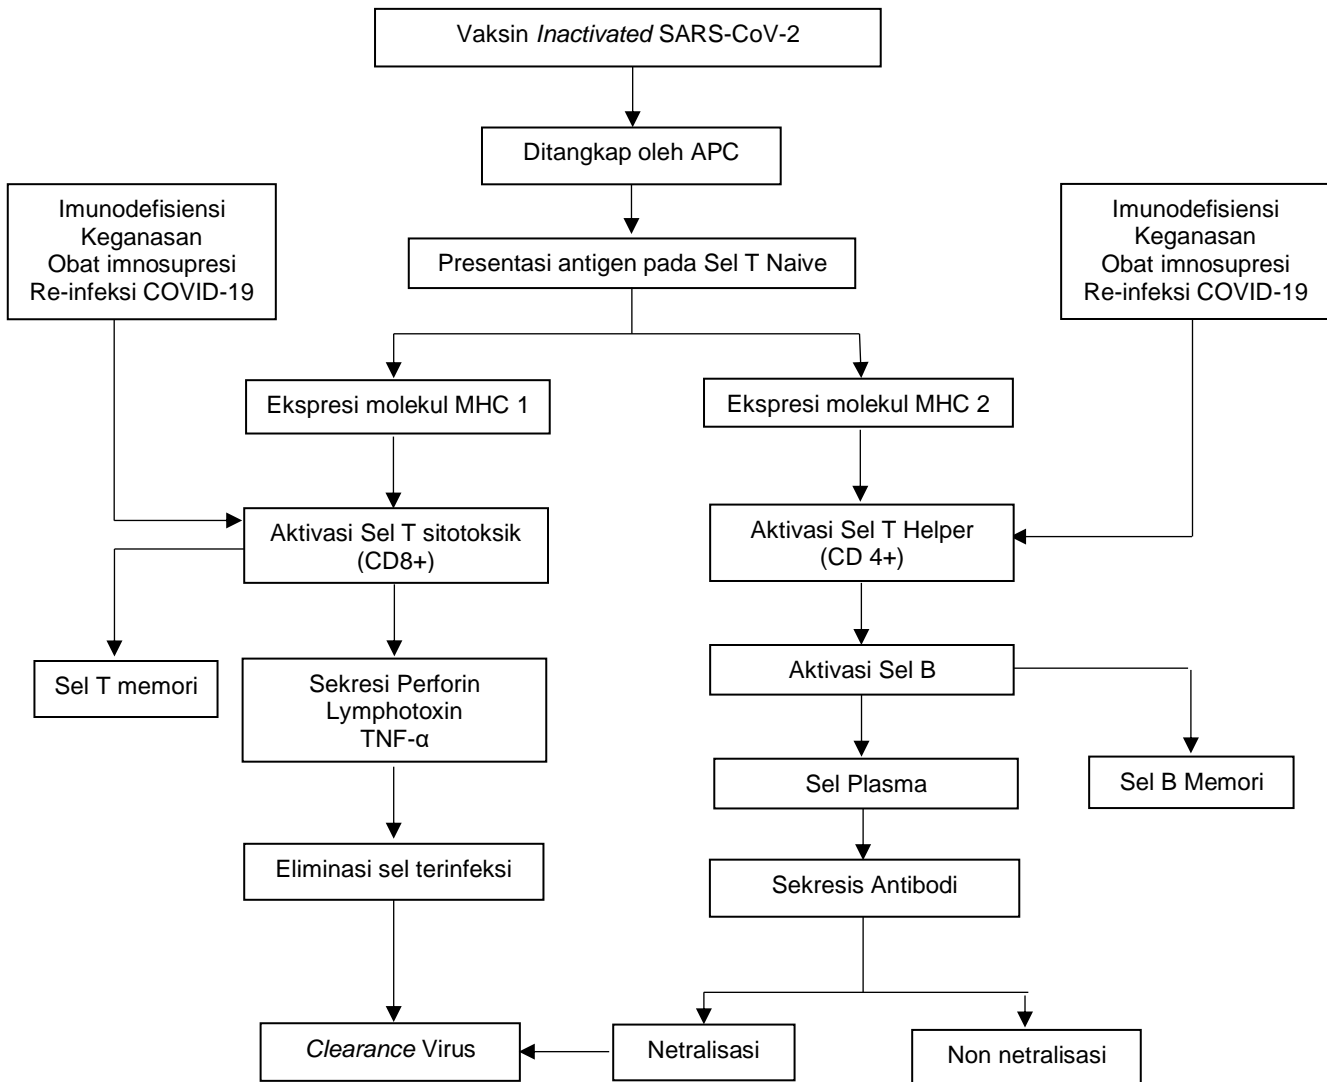 Vaksin Inactivated SARS-CoV-2
Ditangkap oleh APC
Imunodefisiensi
Keganasan
Obat imnosupresi
Re-infeksi COVID-19
Imunodefisiensi
Keganasan
Obat imnosupresi
Re-infeksi COVID-19
Presentasi antigen pada Sel T Naive
Ekspresi molekul MHC 1
Ekspresi molekul MHC 2
Aktivasi Sel T sitotoksik
(CD8+)
Aktivasi Sel T Helper
(CD 4+)
Sel T memori
Sekresi Perforin
Lymphotoxin
TNF-α
Aktivasi Sel B
Sel Plasma
Sel B Memori
Eliminasi sel terinfeksi
Sekresis Antibodi
Clearance Virus
Netralisasi
Non netralisasi